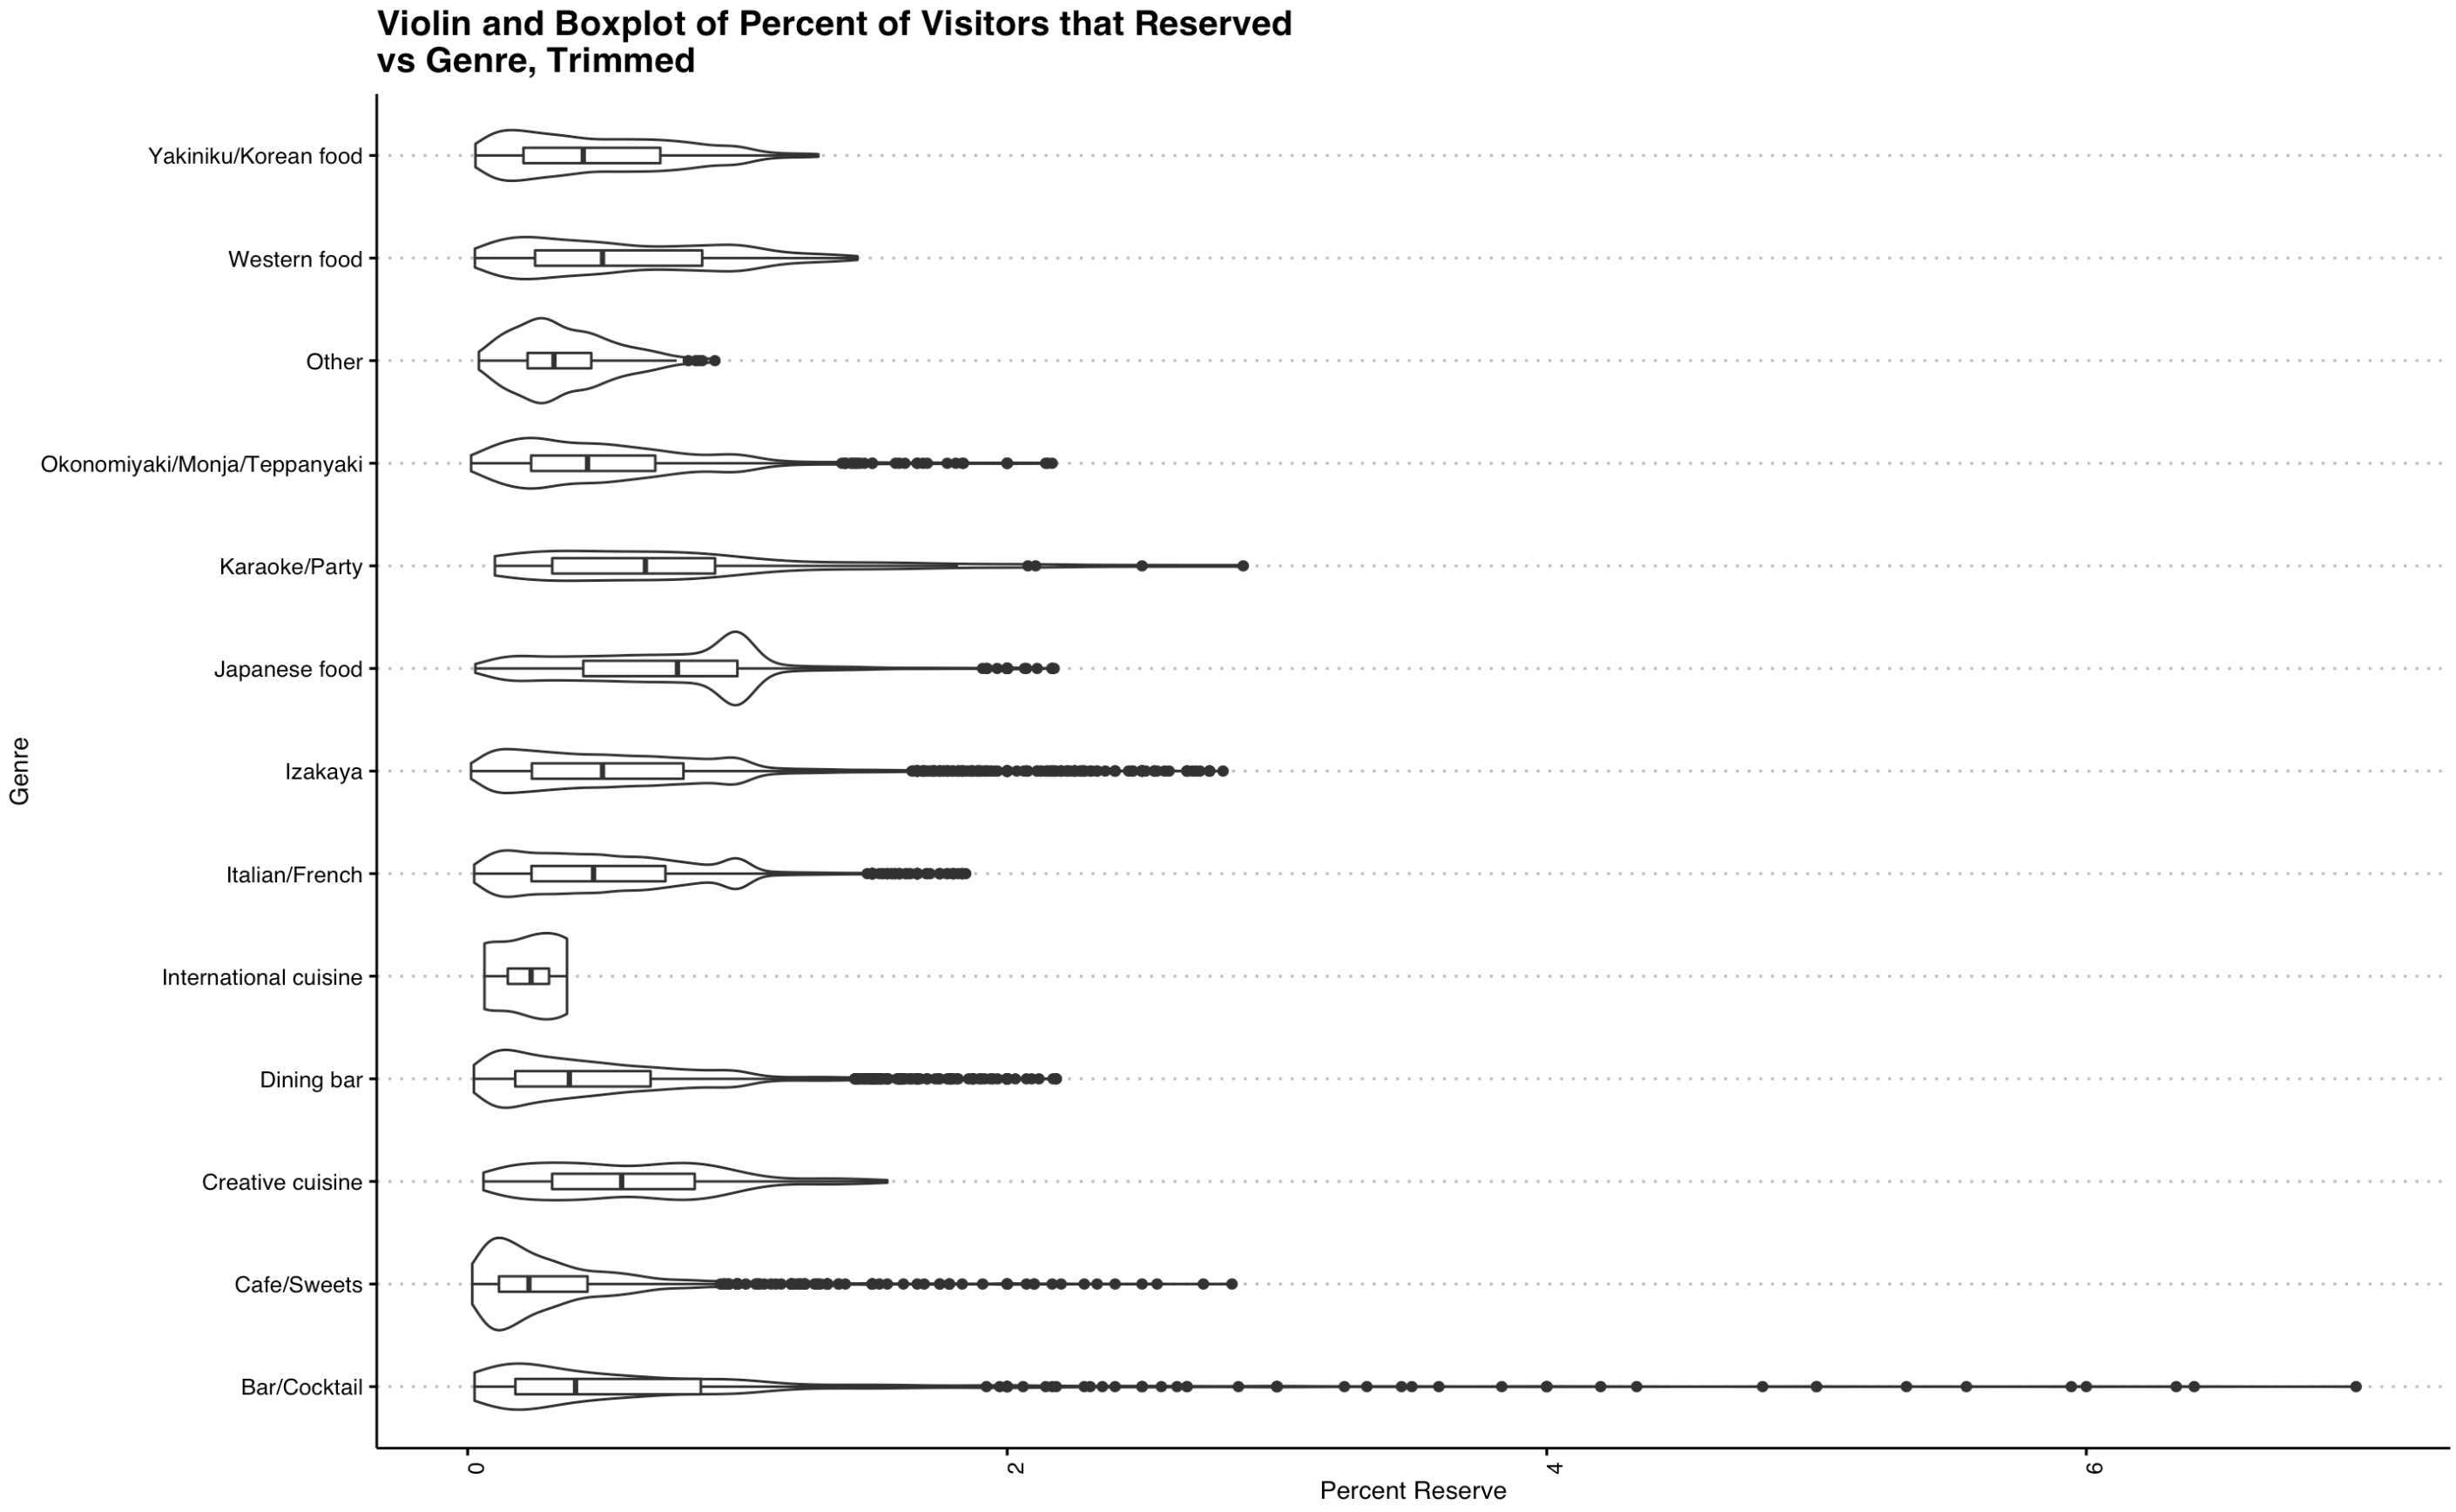 Violin and Boxplot of Percent of Visitors that Reserved
vs Genre, Trimmed
Genre
Yakiniku/Korean food
Western food
Other
Okonomiyaki/Monja/Teppanyaki
Karaoke/Party
Japanese food
Izakaya
Italian/French
International cuisine
Dining bar
Creative cuisine
Cafe/Sweets
Bar/Cocktail
0 2 4 6
Percent Reserve